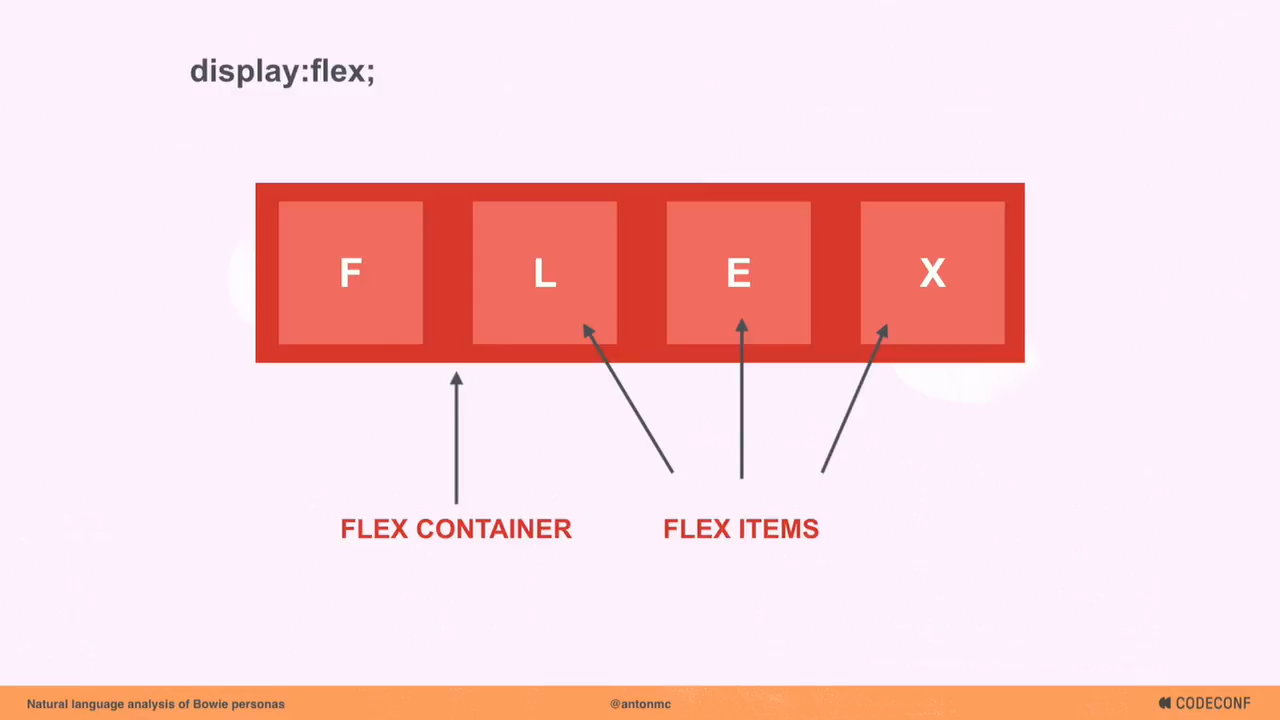 display:flex;
F L E X
FLEX CONTAINER
FLEX ITEMS
Natural language analysis of Bowie personas
@antonmc
CODECONF